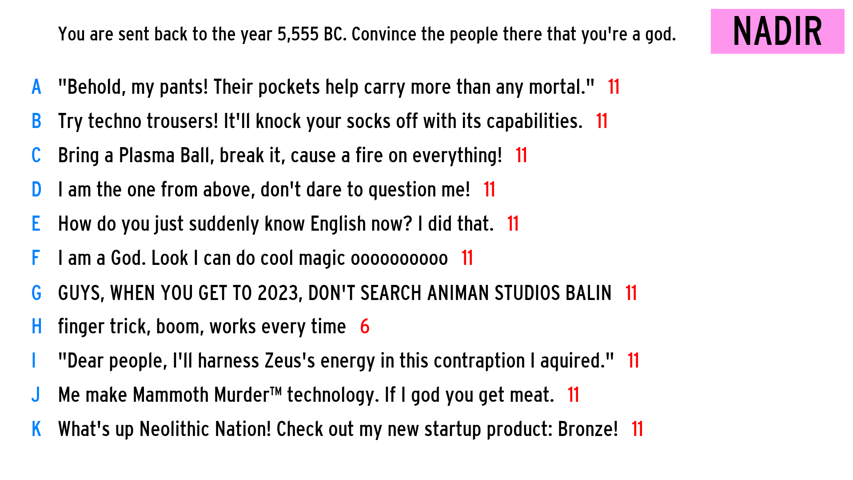 You are sent back to the year 5,555 BC. Convince the people there that you're a god.
NADIR
A "Behold, my pants! Their pockets help carry more than any mortal." 11
B Try techno trousers! It'll knock your socks off with its capabilities. 11
C Bring a Plasma Ball, break it, cause a fire on everything! 11
D I am the one from above, don't dare to question me! 11
E How do you just suddenly know English now? I did that. 11
F I am a God. Look I can do cool magic oooooooooo 11
G GUYS, WHEN YOU GET TO 2023, DON'T SEARCH ANIMAN STUDIOS BALIN 11
H finger trick, boom, works every time 6
I "Dear people, I'll harness Zeus's energy in this contraption I aquired." 11
J Me make Mammoth Murder™ technology. If I god you get meat. 11
K What's up Neolithic Nation! Check out my new startup product: Bronze! 11